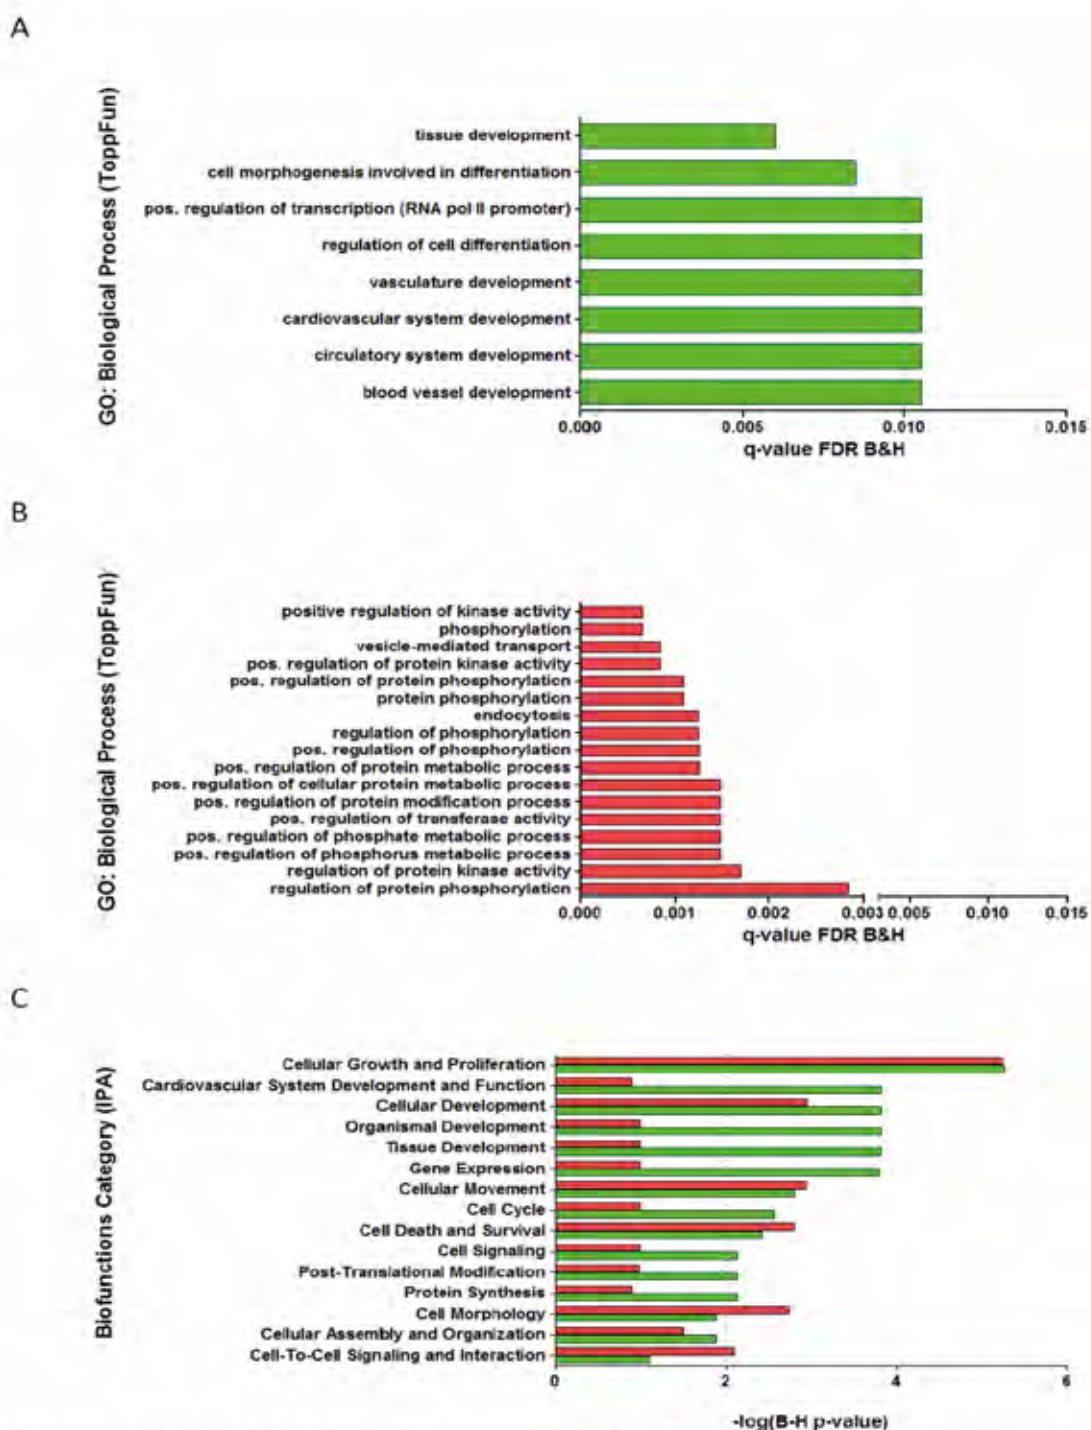 A
GO: Biological Process (ToppFun)
tissue development
cell morphogenesis involved in differentiation
pos. regulation of transcription (RNA pol II promoter)
regulation of cell differentiation
vasculature development
cardiovascular system development
circulatory system development
blood vessel development
0.000 0.005 0.010 0.015
q-value FDR B&H
B
GO: Biological Process (ToppFun)
positive regulation of kinase activity
phosphorylation
vesicle-mediated transport
pos. regulation of protein kinase activity
pos. regulation of protein phosphorylation
protein phosphorylation
endocytosis
regulation of phosphorylation
pos. regulation of phosphorylation
pos. regulation of protein metabolic process
pos. regulation of cellular protein metabolic process
pos. regulation of protein modification process
pos. regulation of transferase activity
pos. regulation of phosphate metabolic process
pos. regulation of phosphorus metabolic process
regulation of protein kinase activity
regulation of protein phosphorylation
0.000 0.001 0.002 0.003 0.005 0.010 0.015
q-value FDR B&H
C
Biofunctions Category (IPA)
Cellular Growth and Proliferation
Cardiovascular System Development and Function
Cellular Development
Organismal Development
Tissue Development
Gene Expression
Cellular Movement
Cell Cycle
Cell Death and Survival
Cell Signaling
Post-Translational Modification
Protein Synthesis
Cell Morphology
Cellular Assembly and Organization
Cell-To-Cell Signaling and Interaction
0 2 4 6
-log(B-H p-value)